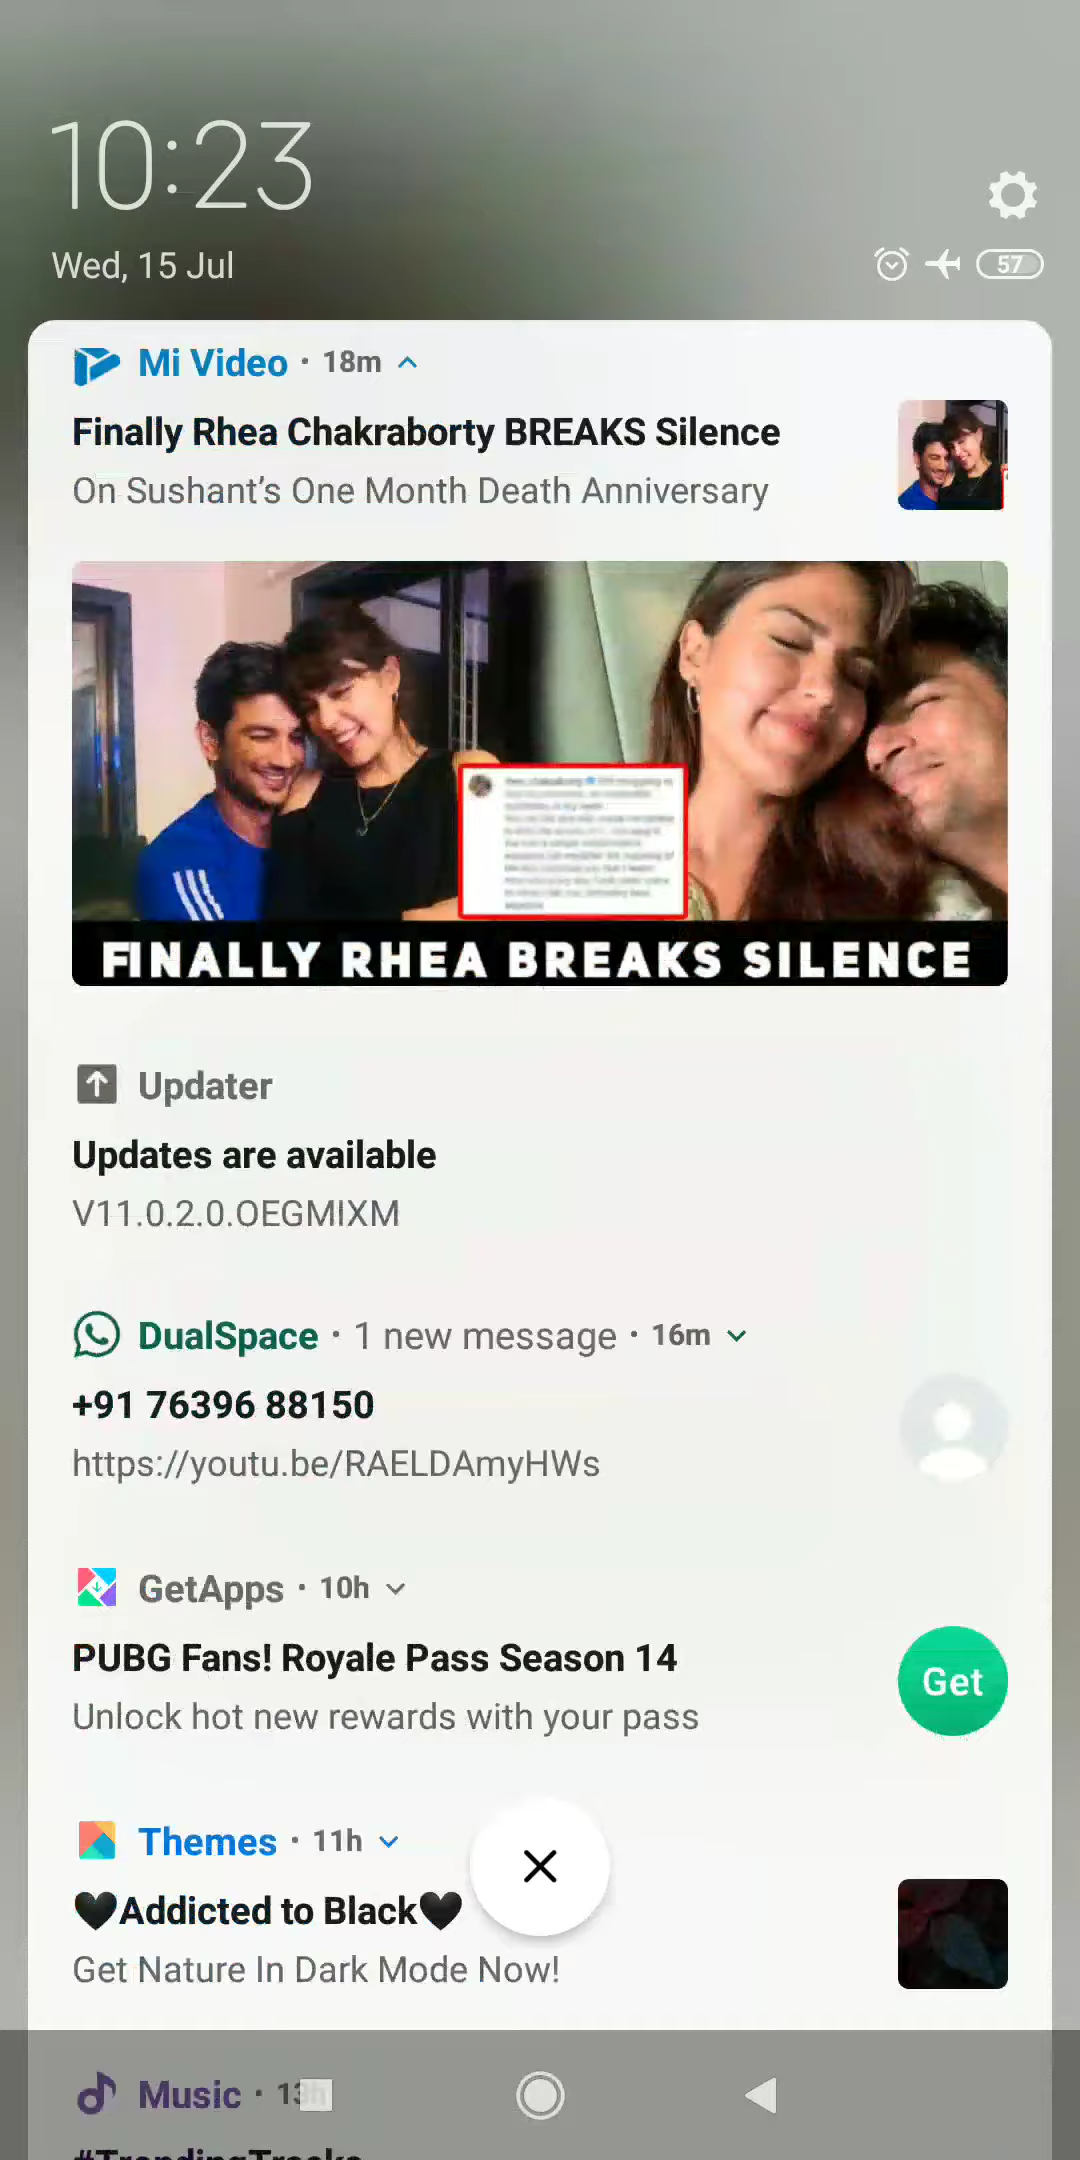 10:23
Wed, 15 Jul
57
Mi Video · 18m
Finally Rhea Chakraborty BREAKS Silence
On Sushant's One Month Death Anniversary
FINALLY RHEA BREAKS SILENCE
Updater
Updates are available
V11.0.2.0.OEGMIXM
DualSpace · 1 new message · 16m
+91 76396 88150
https://youtu.be/RAELDAmyHWs
GetApps · 10h
PUBG Fans! Royale Pass Season 14
Get
Unlock hot new rewards with your pass
Themes · 11h
🖤Addicted to Black🖤
Get Nature In Dark Mode Now!
Music · 13h
#TrendingTracks